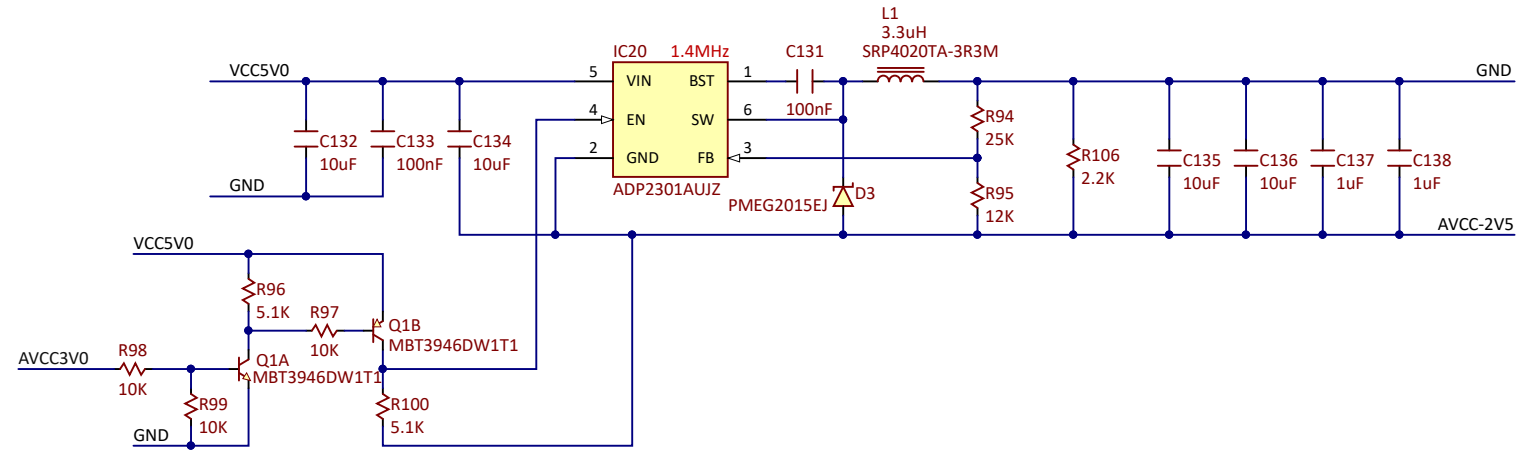 L1
3.3uH
SRP4020TA-3R3M
IC20 1.4MHz
C131
100nF
VCC5V0
5 VIN BST 1
4 EN SW 6
2 GND FB 3
ADP2301AUJZ
GND
C132
10uF
C133
100nF
C134
10uF
GND
R94
25K
R95
12K
D3
PMEG2015EJ
R106
2.2K
C135
10uF
C136
10uF
C137
1uF
C138
1uF
AVCC-2V5
VCC5V0
R96
5.1K
R97
10K
Q1B
MBT3946DW1T1
AVCC3V0
R98
10K
Q1A
MBT3946DW1T1
R99
10K
R100
5.1K
GND